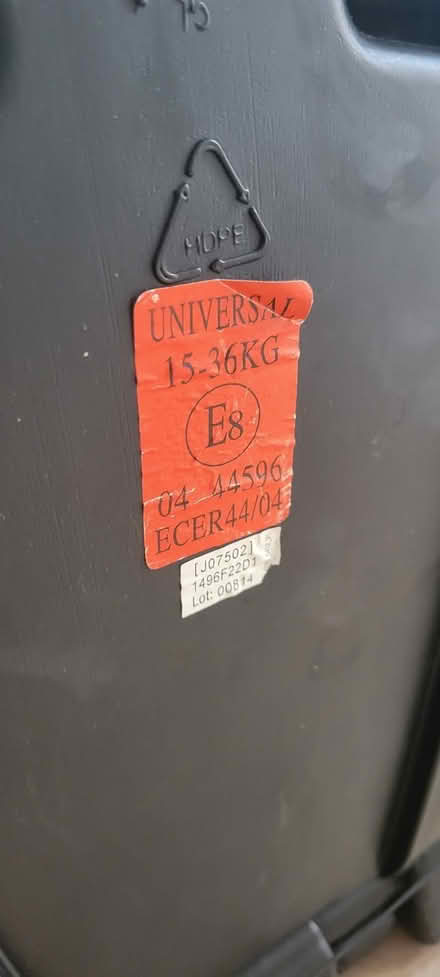 HDPE
UNIVERSAL
15-36KG
E8
04 44596
ECER44/04
[J07502]
1496F22D1
Lot: 00814